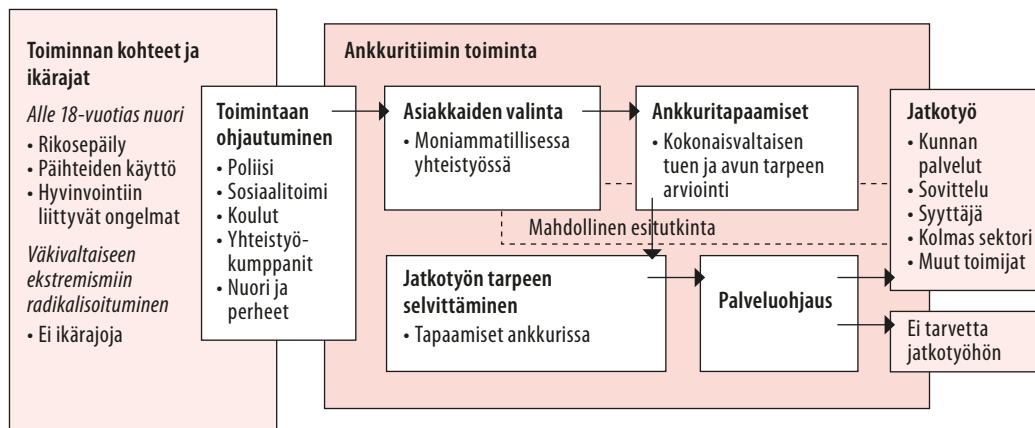 Toiminnan kohteet ja
ikärajat
Alle 18-vuotias nuori
• Rikosepäily
• Päihteiden käyttö
• Hyvinvointiin
liittyvät ongelmat
Väkivaltaiseen
ekstremismiin
radikalisoituminen
• Ei ikärajoja
Toimintaan
ohjautuminen
• Poliisi
• Sosiaalitoimi
• Koulut
• Yhteistyö-
kumppanit
• Nuori ja
perheet
Ankkuritiimin toiminta
Asiakkaiden valinta
• Moniammatillisessa
yhteistyössä
Ankkuritapaamiset
• Kokonaisvaltaisen
tuen ja avun tarpeen
arviointi
Mahdollinen esitutkinta
Jatkotyön tarpeen
selvittäminen
• Tapaamiset ankkurissa
Palveluohjaus
Jatkotyö
• Kunnan
palvelut
• Sovittelu
• Syyttäjä
• Kolmas sektori
• Muut toimijat
Ei tarvetta
jatkotyöhön